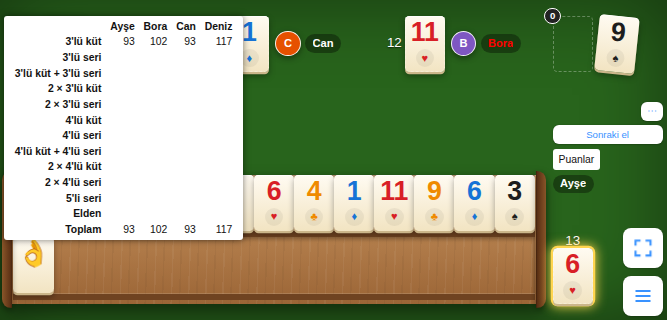 Ayşe Bora Can Deniz
3'lü küt 93 102 93 117
3'lü seri
3'lü küt + 3'lü seri
2 × 3'lü küt
2 × 3'lü seri
4'lü küt
4'lü seri
4'lü küt + 4'lü seri
2 × 4'lü küt
2 × 4'lü seri
5'li seri
Elden
Toplam 93 102 93 117
1
C Can
12
11
B Bora
0
9
...
Sonraki el
Puanlar
Ayşe
6 4 1 11 9 6 3
13
6